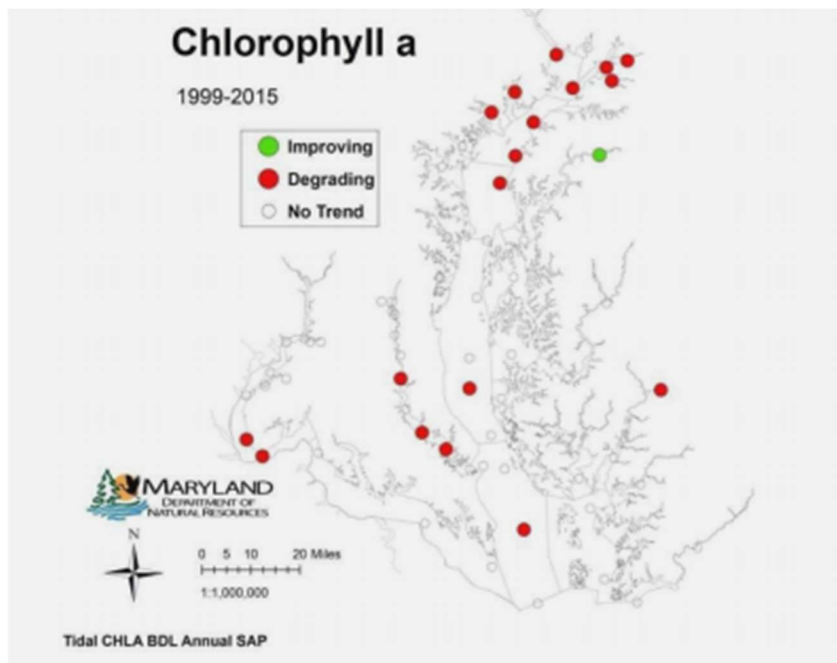 Chlorophyll a
1999-2015
Improving
Degrading
No Trend
MARYLAND
DEPARTMENT OF
NATURAL RESOURCES
N
0 5 10 20 Miles
1:1,000,000
Tidal CHLA BDL Annual SAP